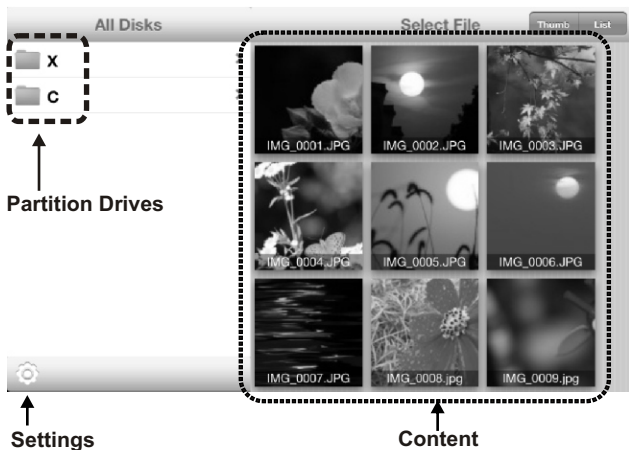 All Disks
Select File
Thumb
List
X
C
Partition Drives
IMG_0001.JPG
IMG_0002.JPG
IMG_0003.JPG
IMG_0004.JPG
IMG_0005.JPG
IMG_0006.JPG
IMG_0007.JPG
IMG_0008.jpg
IMG_0009.jpg
Settings
Content